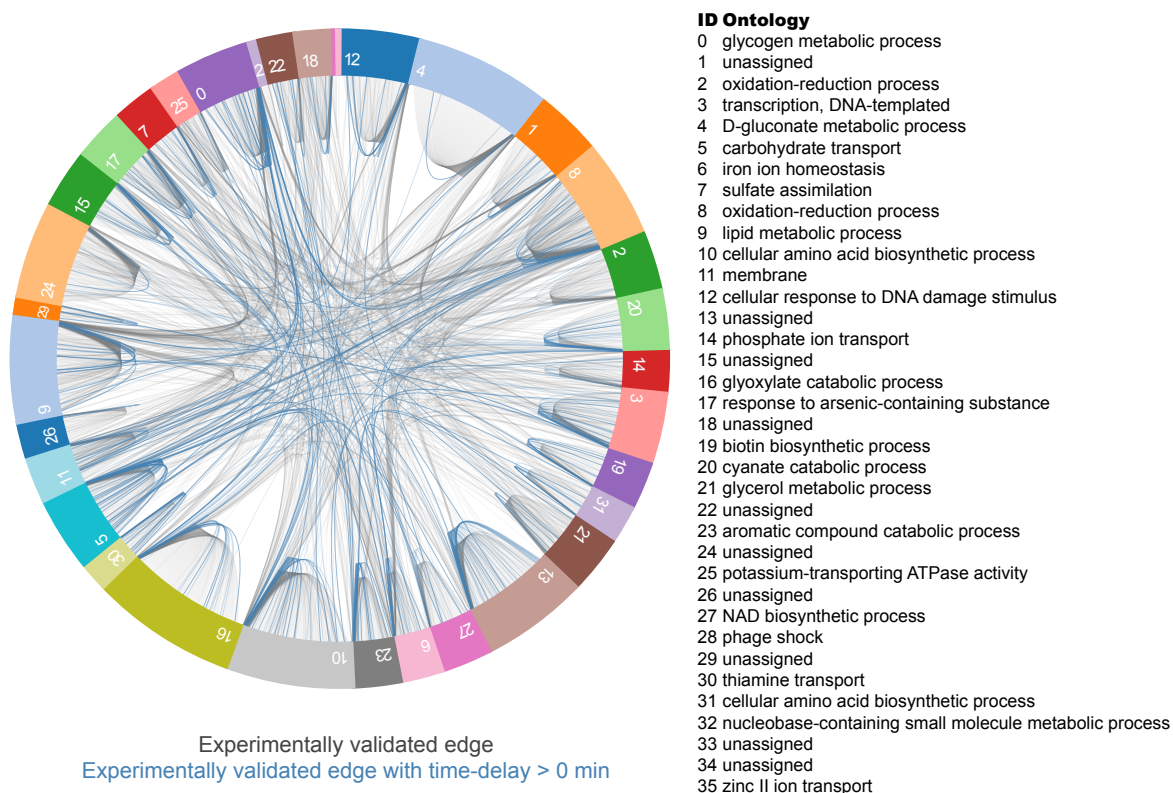 ID Ontology
0 glycogen metabolic process
1 unassigned
2 oxidation-reduction process
3 transcription, DNA-templated
4 D-gluconate metabolic process
5 carbohydrate transport
6 iron ion homeostasis
7 sulfate assimilation
8 oxidation-reduction process
9 lipid metabolic process
10 cellular amino acid biosynthetic process
11 membrane
12 cellular response to DNA damage stimulus
13 unassigned
14 phosphate ion transport
15 unassigned
16 glyoxylate catabolic process
17 response to arsenic-containing substance
18 unassigned
19 biotin biosynthetic process
20 cyanate catabolic process
21 glycerol metabolic process
22 unassigned
23 aromatic compound catabolic process
24 unassigned
25 potassium-transporting ATPase activity
26 unassigned
27 NAD biosynthetic process
28 phage shock
29 unassigned
30 thiamine transport
31 cellular amino acid biosynthetic process
32 nucleobase-containing small molecule metabolic process
33 unassigned
34 unassigned
35 zinc II ion transport
12
4
1
8
2
20
14
3
19
31
21
13
27
6
23
10
16
30
5
11
26
9
29
24
15
17
7
25
0
22
18
Experimentally validated edge
Experimentally validated edge with time-delay > 0 min